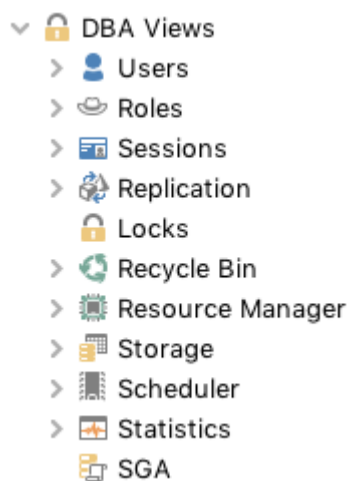 DBA Views
Users
Roles
Sessions
Replication
Locks
Recycle Bin
Resource Manager
Storage
Scheduler
Statistics
SGA